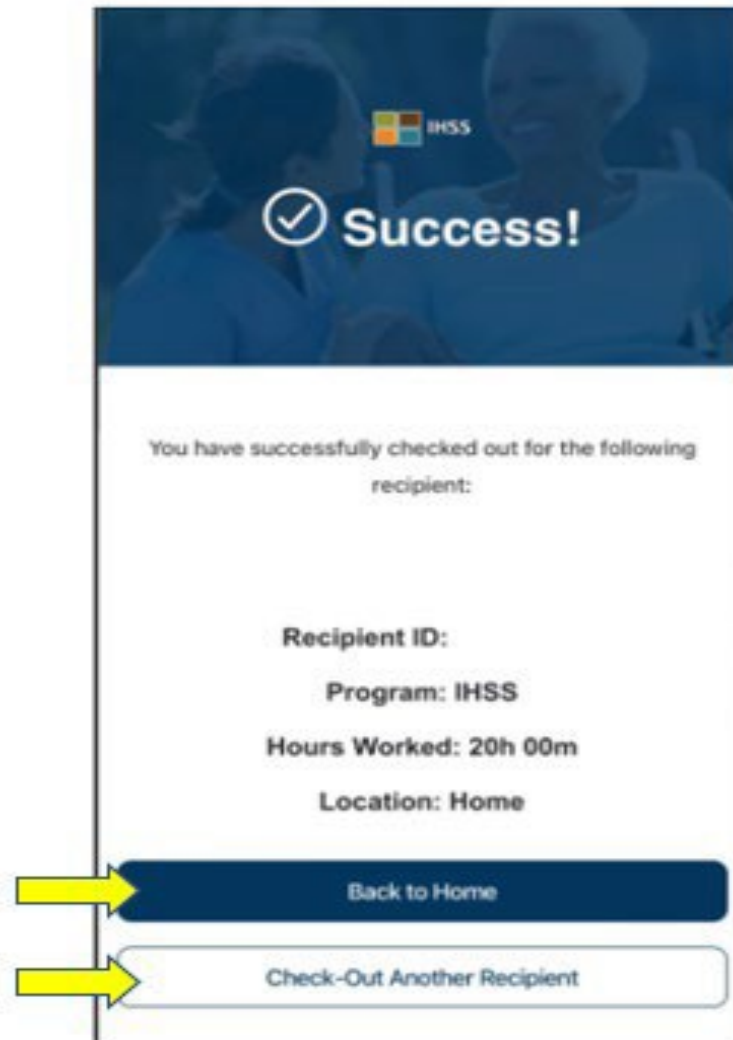 IHSS
Success!
You have successfully checked out for the following
recipient:
Recipient ID:
Program: IHSS
Hours Worked: 20h 00m
Location: Home
Back to Home
Check-Out Another Recipient